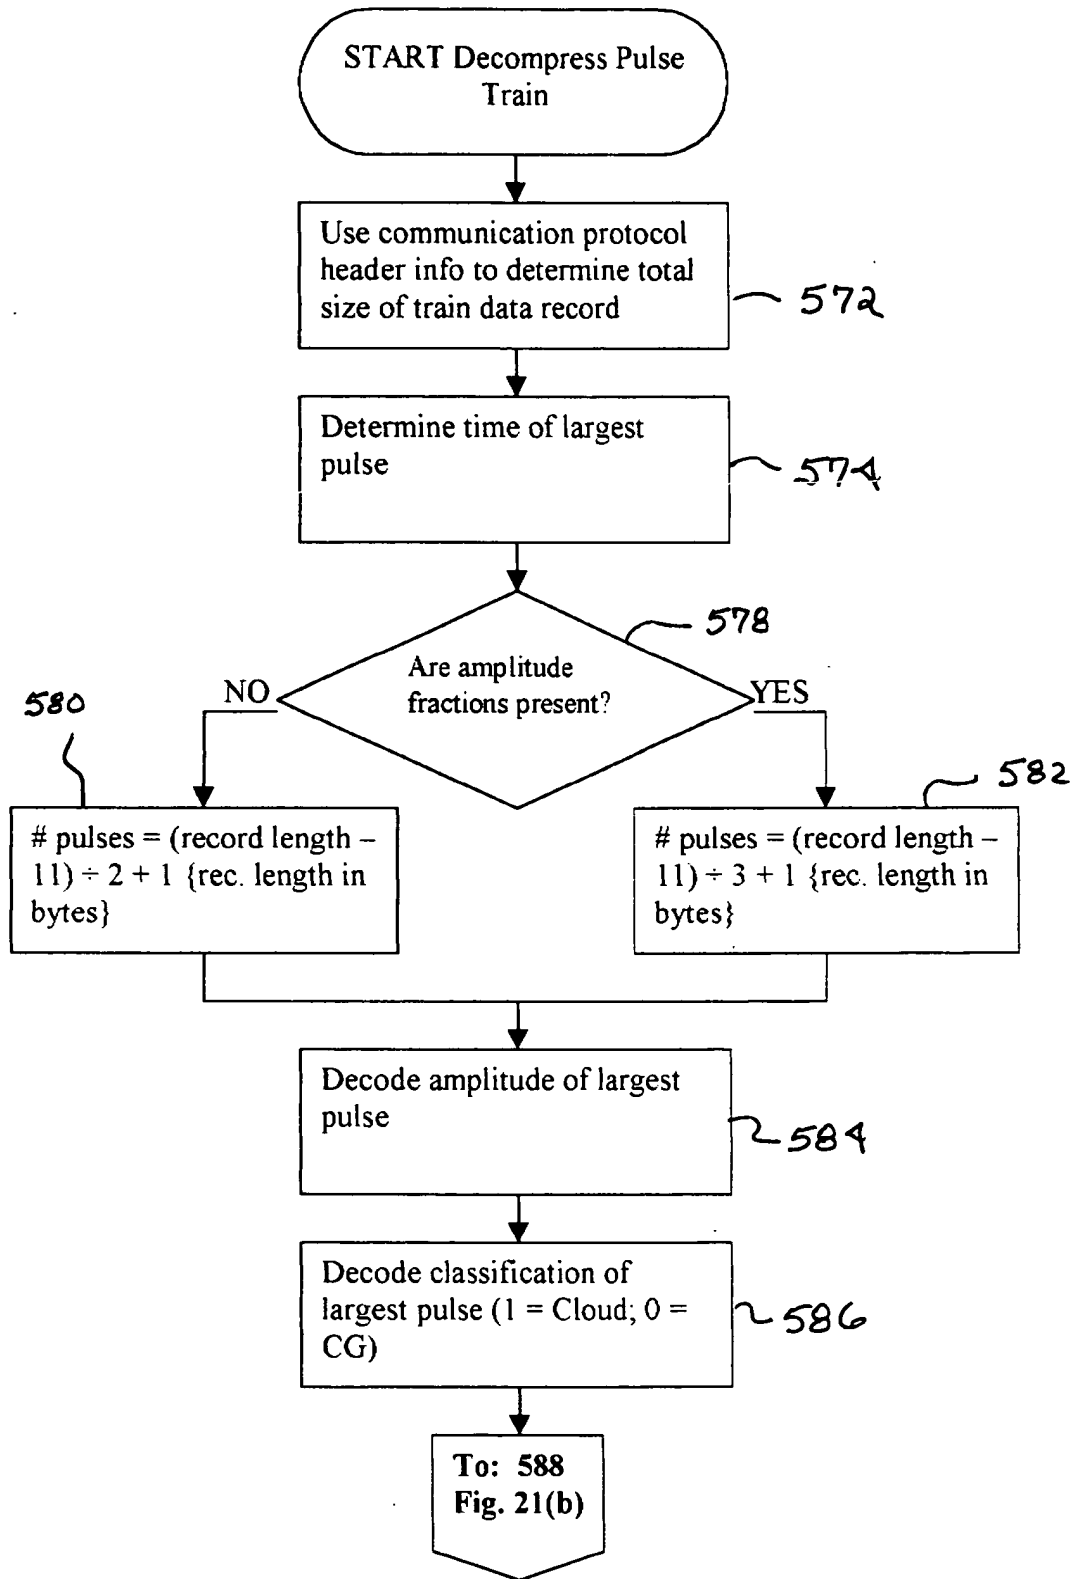 START Decompress Pulse
Train
Use communication protocol
header info to determine total
size of train data record
572
Determine time of largest
pulse
574
578
Are amplitude
fractions present?
NO
YES
580
582
# pulses = (record length –
11) ÷ 2 + 1 {rec. length in
bytes}
# pulses = (record length –
11) ÷ 3 + 1 {rec. length in
bytes}
Decode amplitude of largest
pulse
584
Decode classification of
largest pulse (1 = Cloud; 0 =
CG)
586
To: 588
Fig. 21(b)